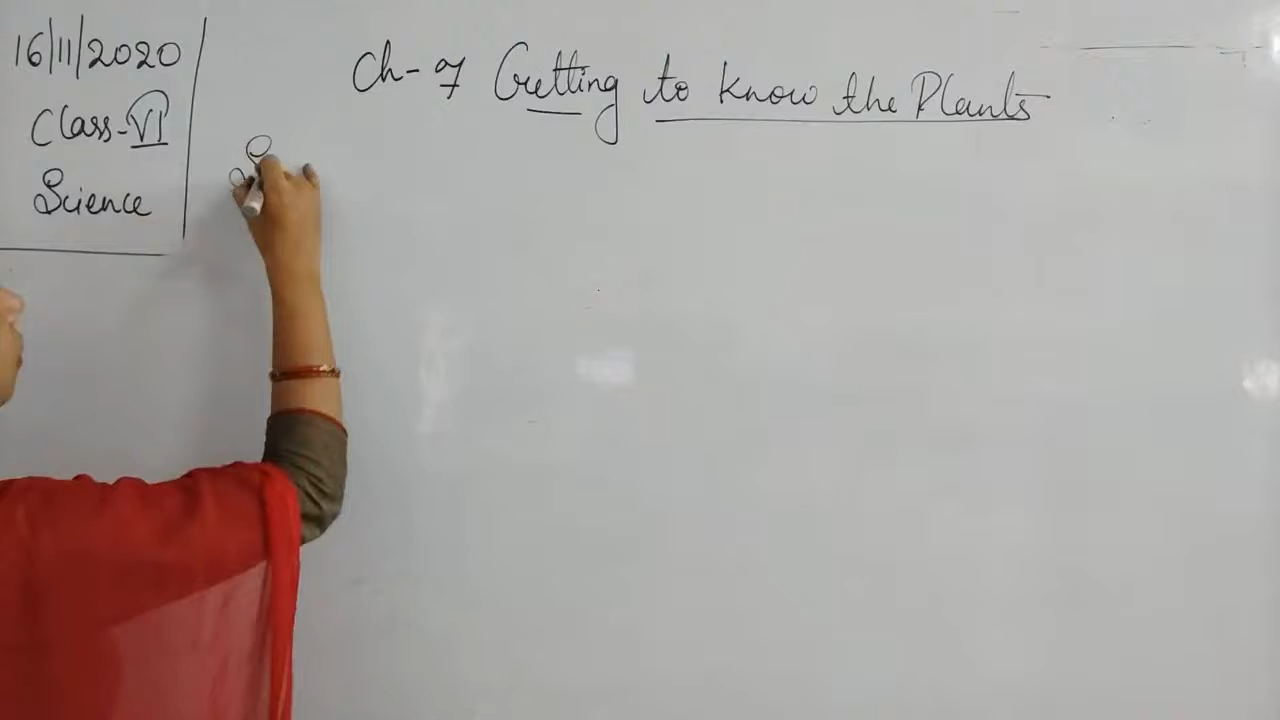 16/11/2020
Class-VI
Science
Ch-7 Getting to know the Plants